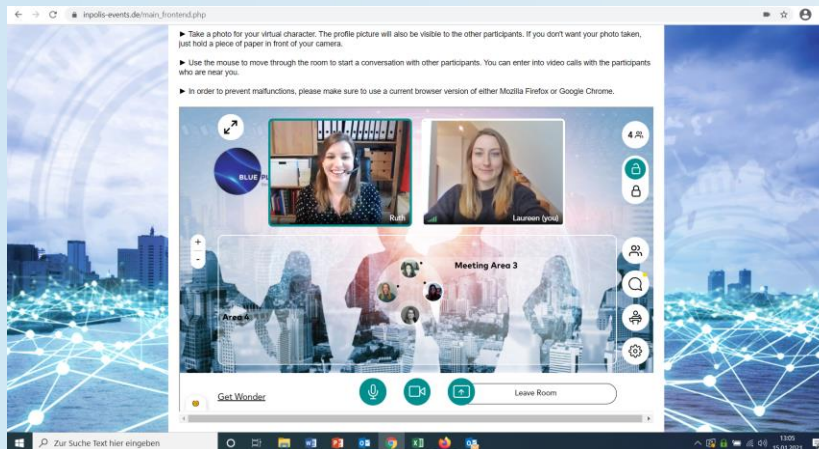 inpolis-events.de/main_frontend.php
► Take a photo for your virtual character. The profile picture will also be visible to the other participants. If you don't want your photo taken,
just hold a piece of paper in front of your camera.
► Use the mouse to move through the room to start a conversation with other participants. You can enter into video calls with the participants
who are near you.
► In order to prevent malfunctions, please make sure to use a current browser version of either Mozilla Firefox or Google Chrome.
4
BLUE
Ruth
Laureen (you)
+
-
Meeting Area 3
Area 4
Get Wonder
Leave Room
Zur Suche Text hier eingeben
13:05
15.01.2021